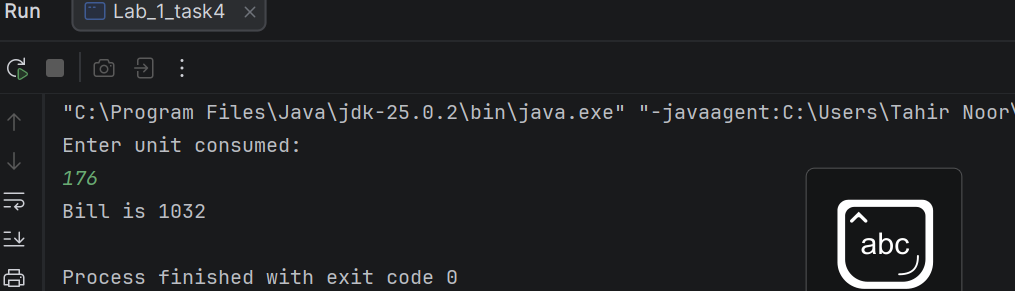 Run Lab_1_task4
"C:\Program Files\Java\jdk-25.0.2\bin\java.exe" "-javaagent:C:\Users\Tahir Noor\
Enter unit consumed:
176
Bill is 1032
abc
Process finished with exit code 0